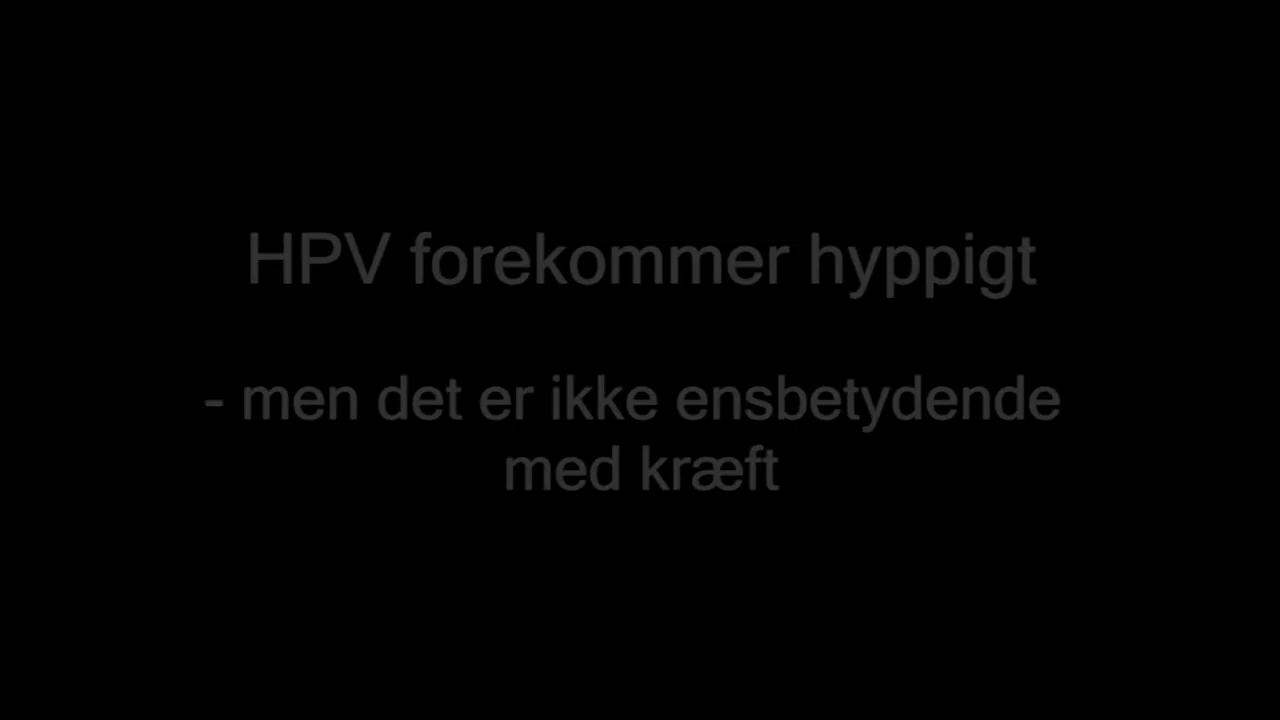 HPV forekommer hyppigt
- men det er ikke ensbetydende
med kræft